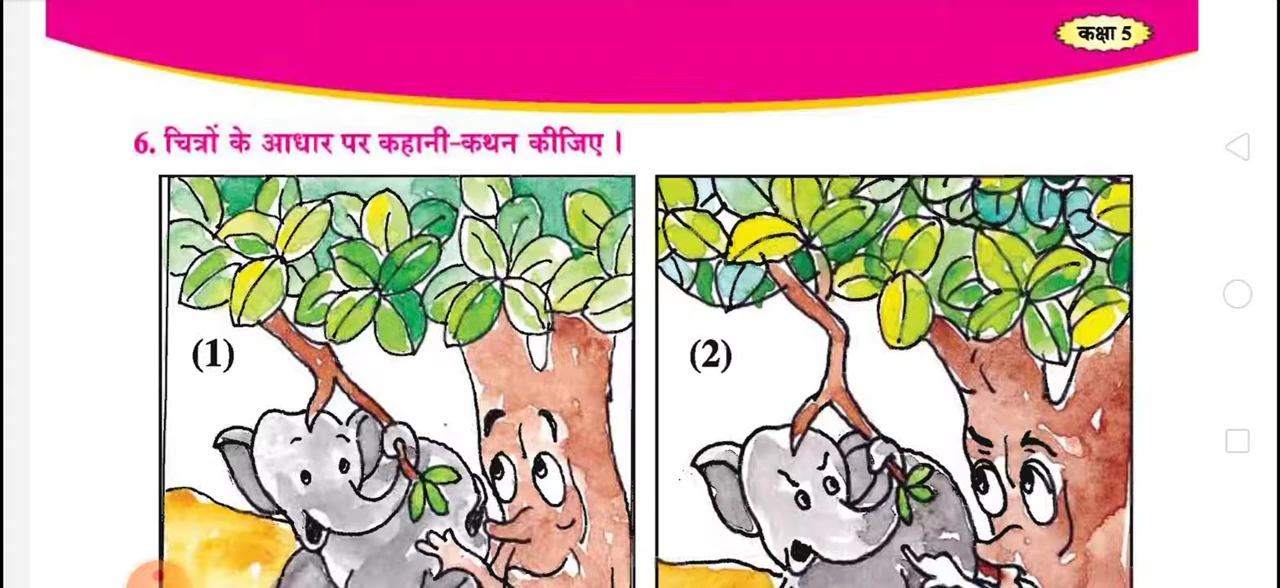 कक्षा 5
6. चित्रों के आधार पर कहानी-कथन कीजिए ।
(1)
(2)